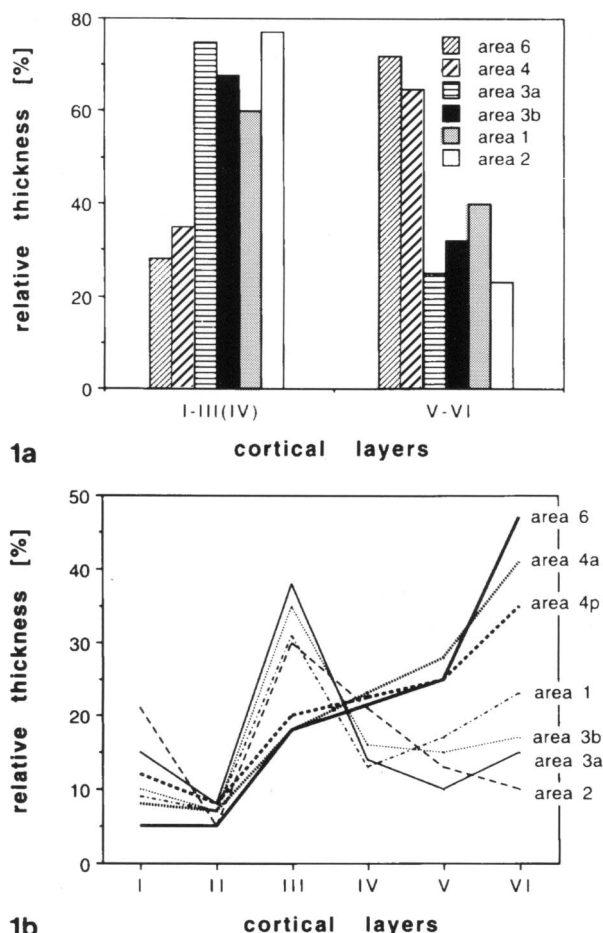 relative thickness [%]
80
60
40
20
0
area 6
area 4
area 3a
area 3b
area 1
area 2
I-III(IV)
V-VI
1a
cortical layers
relative thickness [%]
50
40
30
20
10
0
area 6
area 4a
area 4p
area 1
area 3b
area 3a
area 2
I
II
III
IV
V
VI
1b
cortical layers